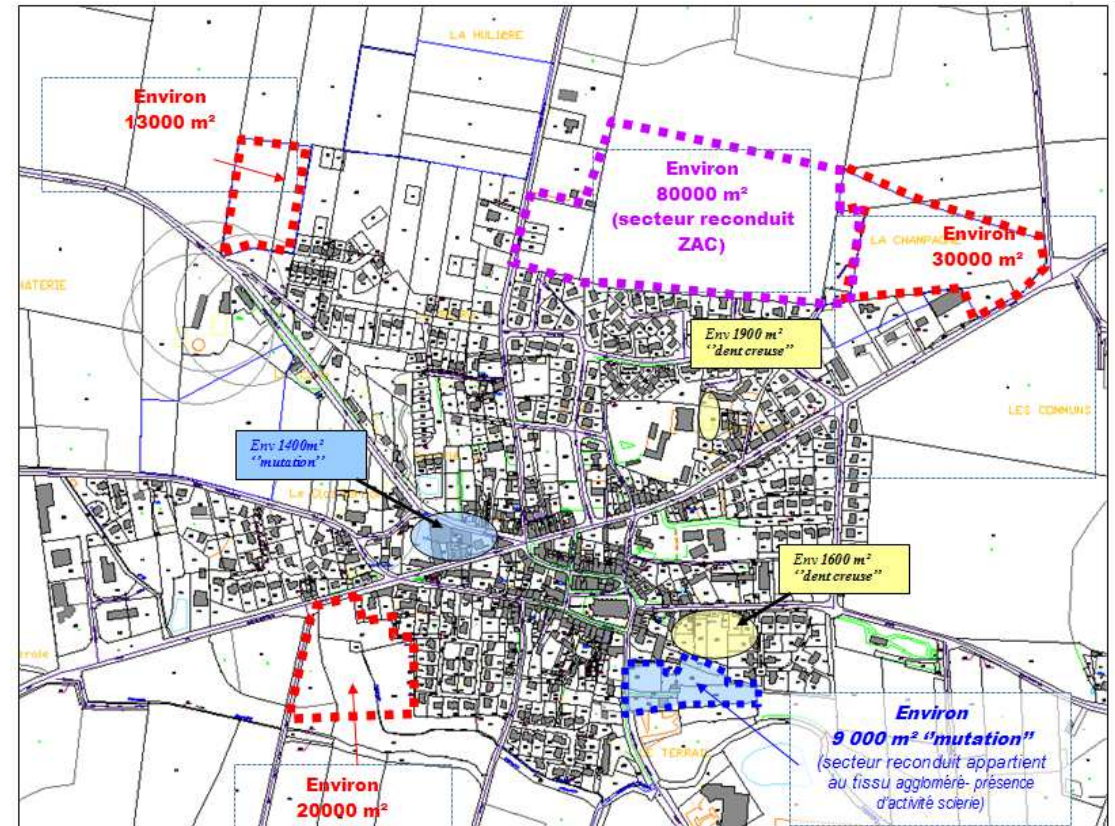 LA HULIERE
Environ
13000 m²
Environ
80000 m²
(secteur reconduit
ZAC)
LA CHAMPAGNE
Environ
30000 m²
Env 1900 m²
‘’dent creuse’’
LES COMMUNS
Env 1400m²
‘’mutation’’
Env 1600 m²
‘’dent creuse’’
Environ
9 000 m² ‘’mutation’’
(secteur reconduit appartient
au tissu aggloméré- présence
d’activité scierie)
Environ
20000 m²